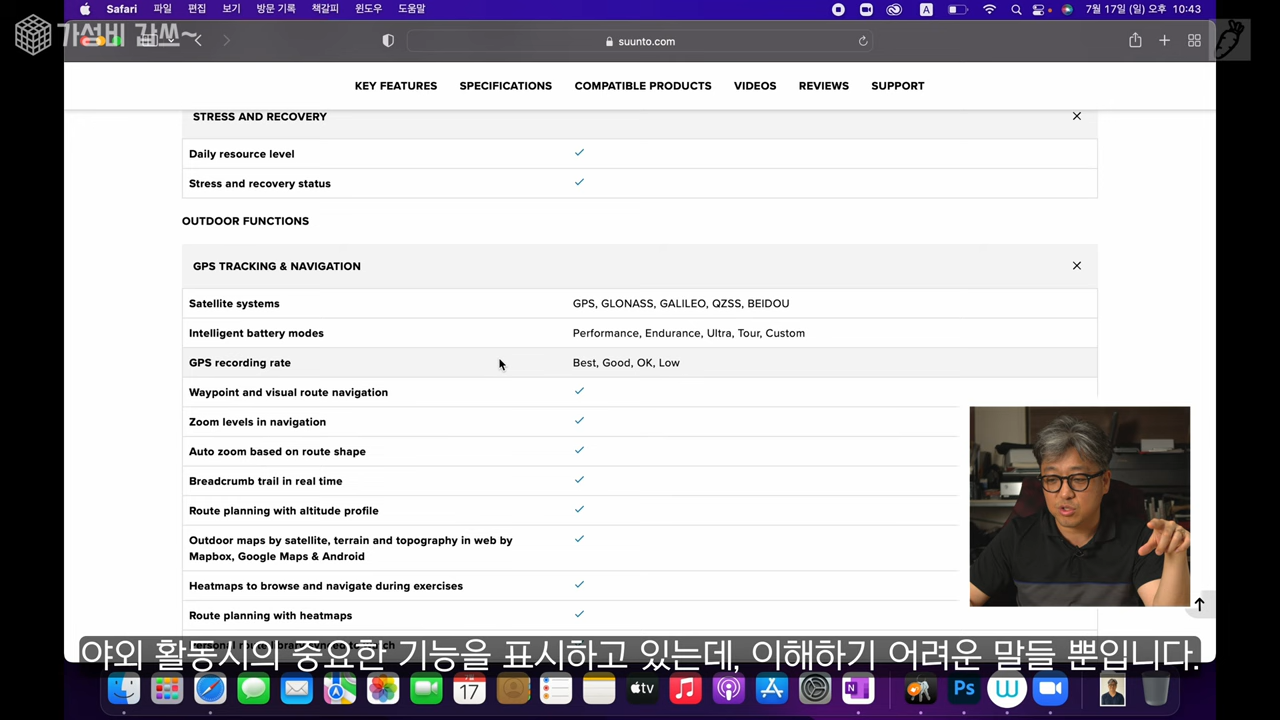 Safari 파일 편집 보기 방문 기록 책갈피 윈도우 도움말 A 7월 17일 (일) 오후 10:43
가성비 갑쓰~
suunto.com
KEY FEATURES SPECIFICATIONS COMPATIBLE PRODUCTS VIDEOS REVIEWS SUPPORT
STRESS AND RECOVERY
Daily resource level
Stress and recovery status
OUTDOOR FUNCTIONS
GPS TRACKING & NAVIGATION
Satellite systems GPS, GLONASS, GALILEO, QZSS, BEIDOU
Intelligent battery modes Performance, Endurance, Ultra, Tour, Custom
GPS recording rate Best, Good, OK, Low
Waypoint and visual route navigation
Zoom levels in navigation
Auto zoom based on route shape
Breadcrumb trail in real time
Route planning with altitude profile
Outdoor maps by satellite, terrain and topography in web by
Mapbox, Google Maps & Android
Heatmaps to browse and navigate during exercises
Route planning with heatmaps
야외 활동시의 중요한 기능을 표시하고 있는데, 이해하기 어려운 말들 뿐입니다.
17 tv N Ps W